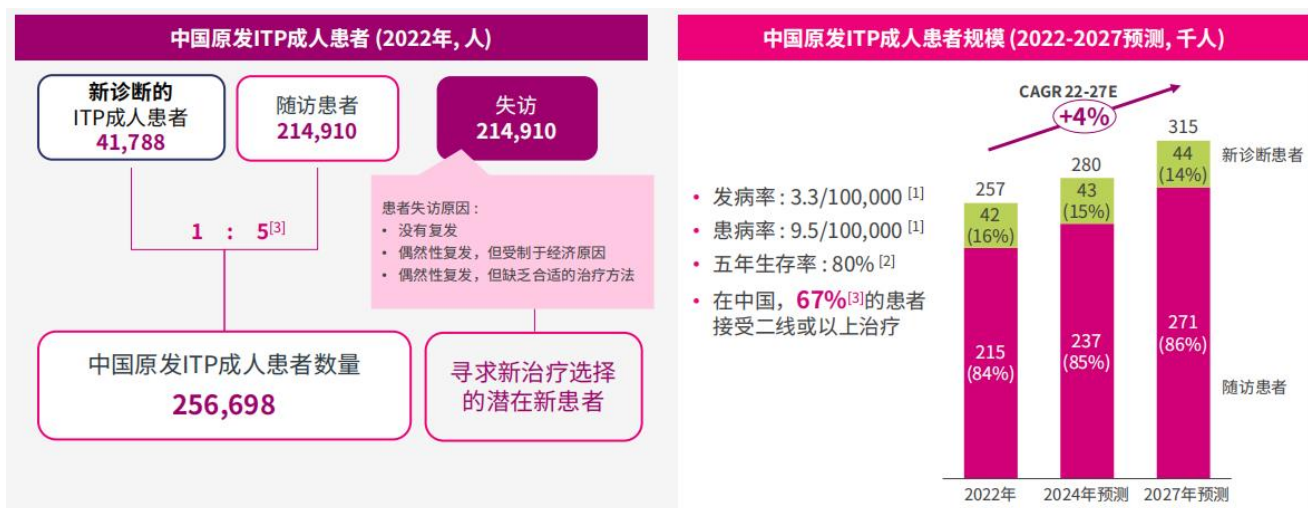 中国原发ITP成人患者 (2022年, 人)
新诊断的
ITP成人患者
41,788
随访患者
214,910
失访
214,910
患者失访原因 :
• 没有复发
• 偶然性复发，但受制于经济原因
• 偶然性复发，但缺乏合适的治疗方法
1 : 5[3]
中国原发ITP成人患者数量
256,698
寻求新治疗选择
的潜在新患者
中国原发ITP成人患者规模 (2022-2027预测, 千人)
• 发病率 : 3.3/100,000 [1]
• 患病率 : 9.5/100,000 [1]
• 五年生存率 : 80% [2]
• 在中国，67%[3]的患者
接受二线或以上治疗
CAGR 22-27E
+4%
257
42
(16%)
215
(84%)
2022年
280
43
(15%)
237
(85%)
2024年预测
315
44
(14%)
271
(86%)
2027年预测
新诊断患者
随访患者